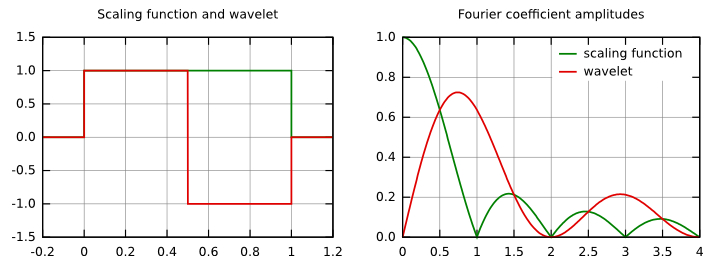 Scaling function and wavelet
1.5
1.0
0.5
0.0
-0.5
-1.0
-1.5
-0.2 0 0.2 0.4 0.6 0.8 1 1.2
Fourier coefficient amplitudes
1.0
0.8
0.6
0.4
0.2
0.0
0 0.5 1 1.5 2 2.5 3 3.5 4
scaling function
wavelet